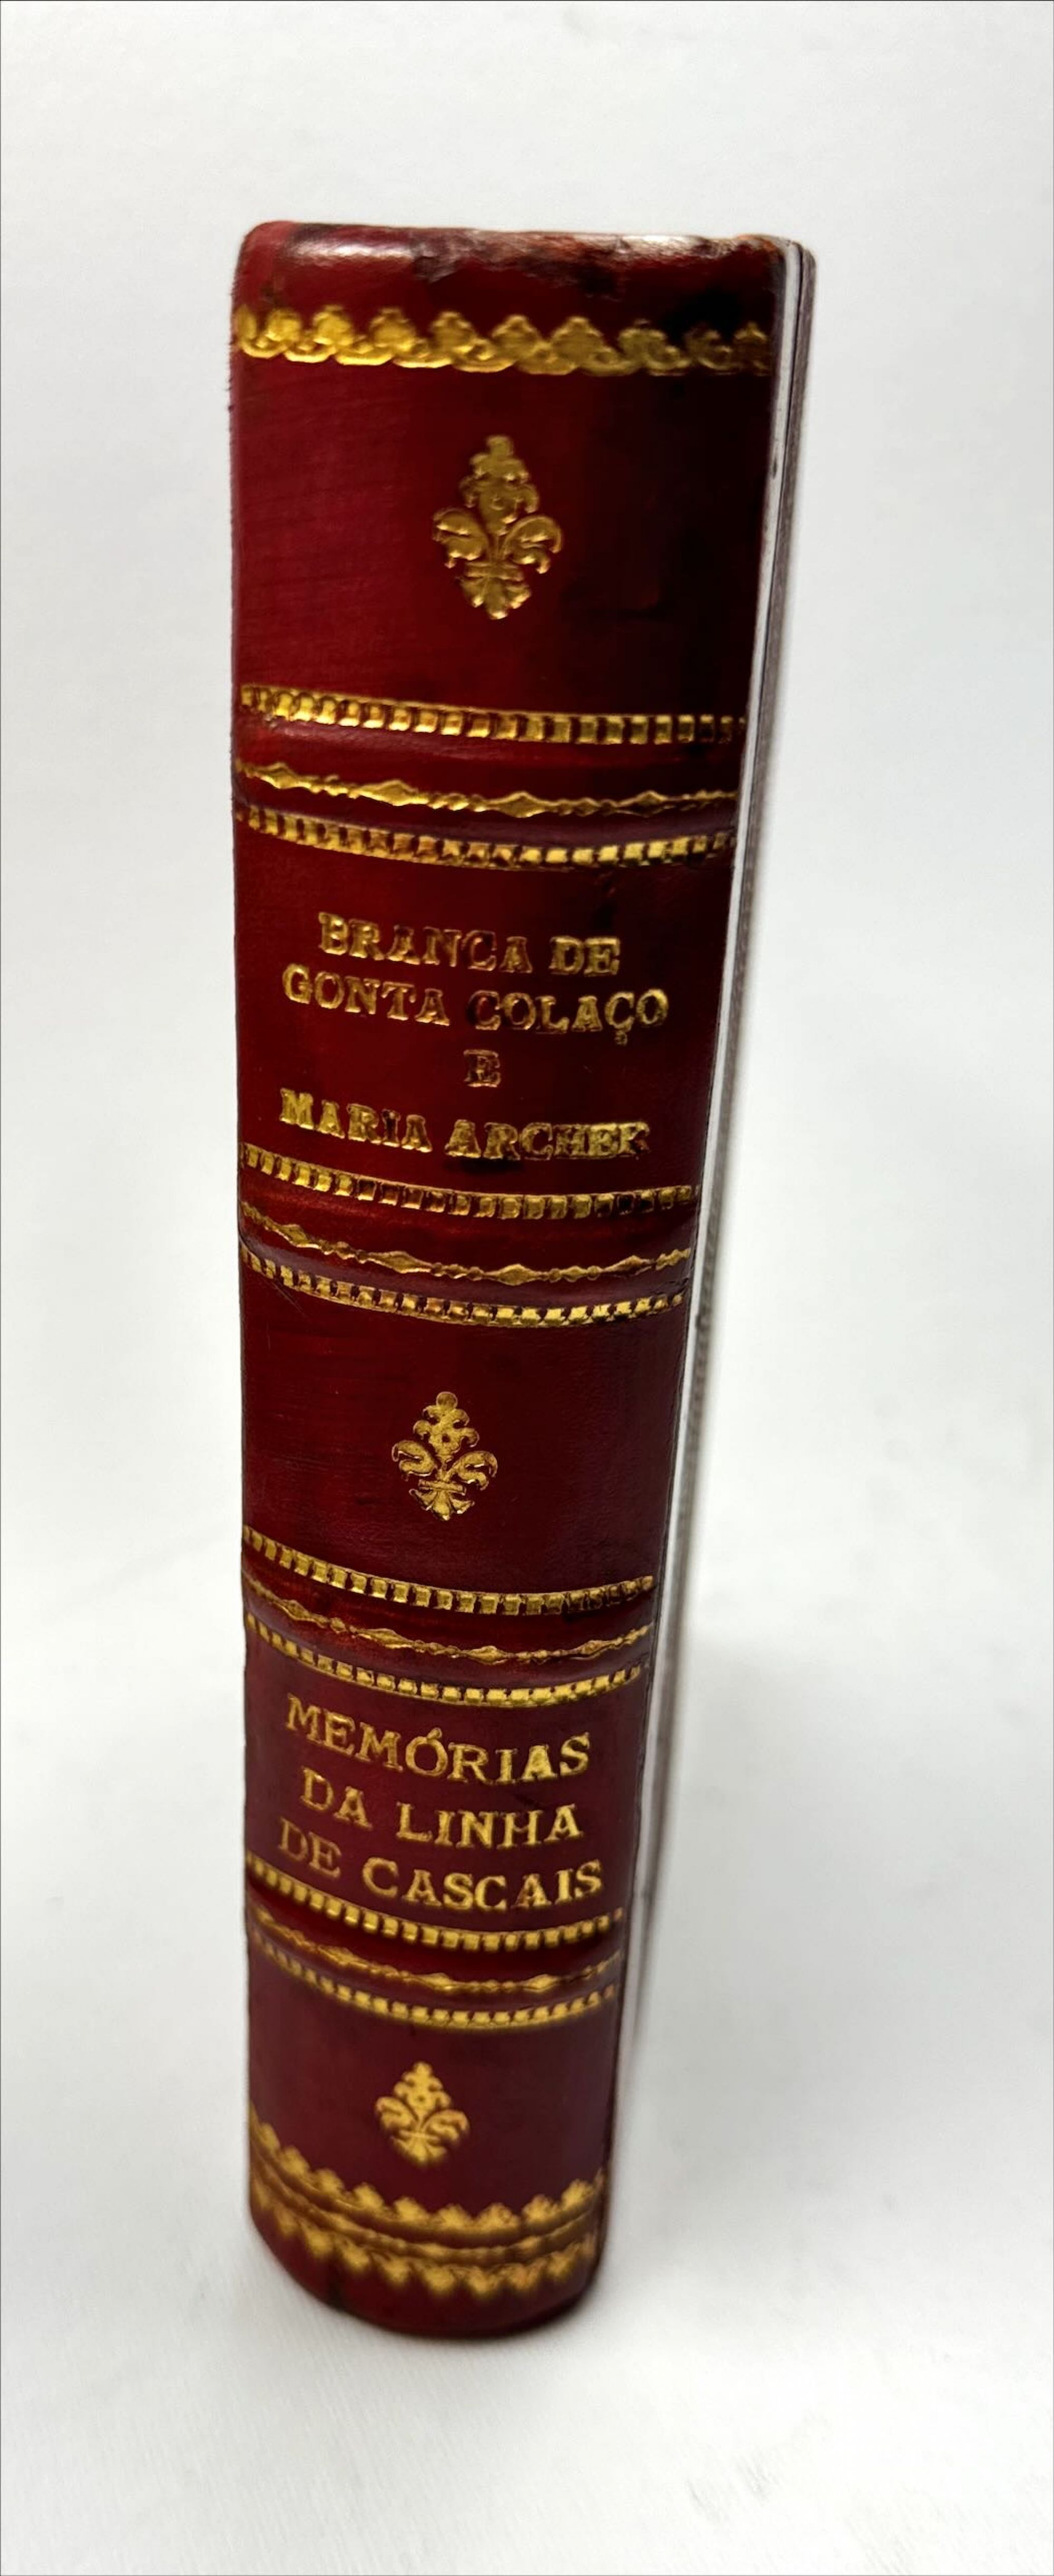 BRANCA DE
GONTA COLAÇO
E
MARIA ARCHER
MEMÓRIAS
DA LINHA
DE CASCAIS